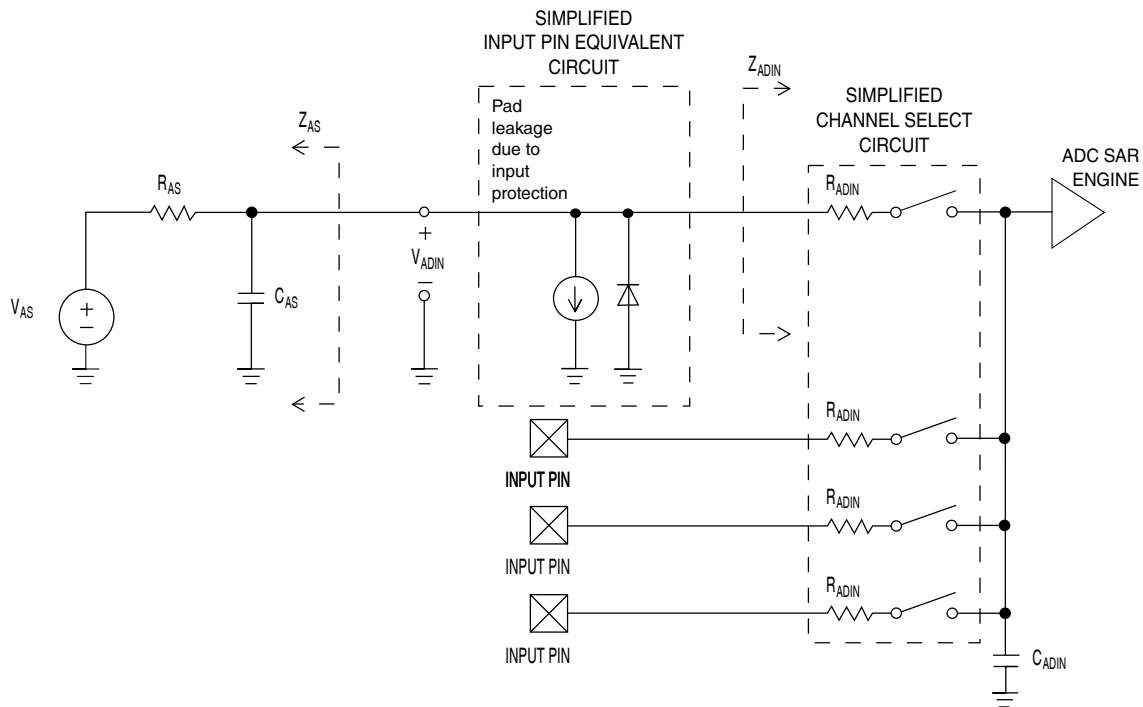 SIMPLIFIED
INPUT PIN EQUIVALENT
CIRCUIT
Pad
leakage
due to
input
protection
ZADIN
SIMPLIFIED
CHANNEL SELECT
CIRCUIT
ADC SAR
ENGINE
ZAS
RAS
RADIN
+
VADIN
–
CAS
VAS
+
–
RADIN
INPUT PIN
RADIN
INPUT PIN
RADIN
INPUT PIN
CADIN